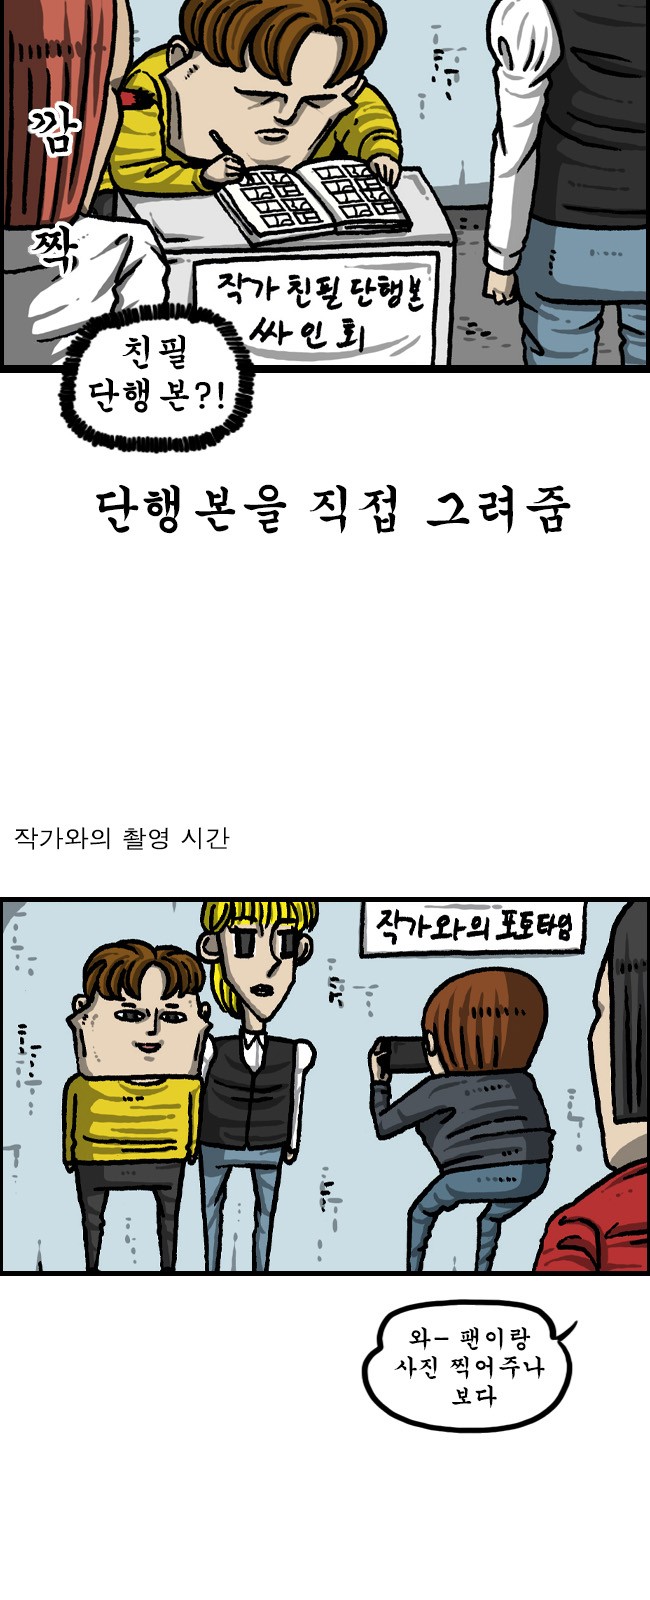 깜
짝
작가 친필 단행본
싸인회
친필
단행본?!
단행본을 직접 그려줌
작가와의 촬영 시간
작가와의 포토타임
와- 팬이랑
사진 찍어주나
보다